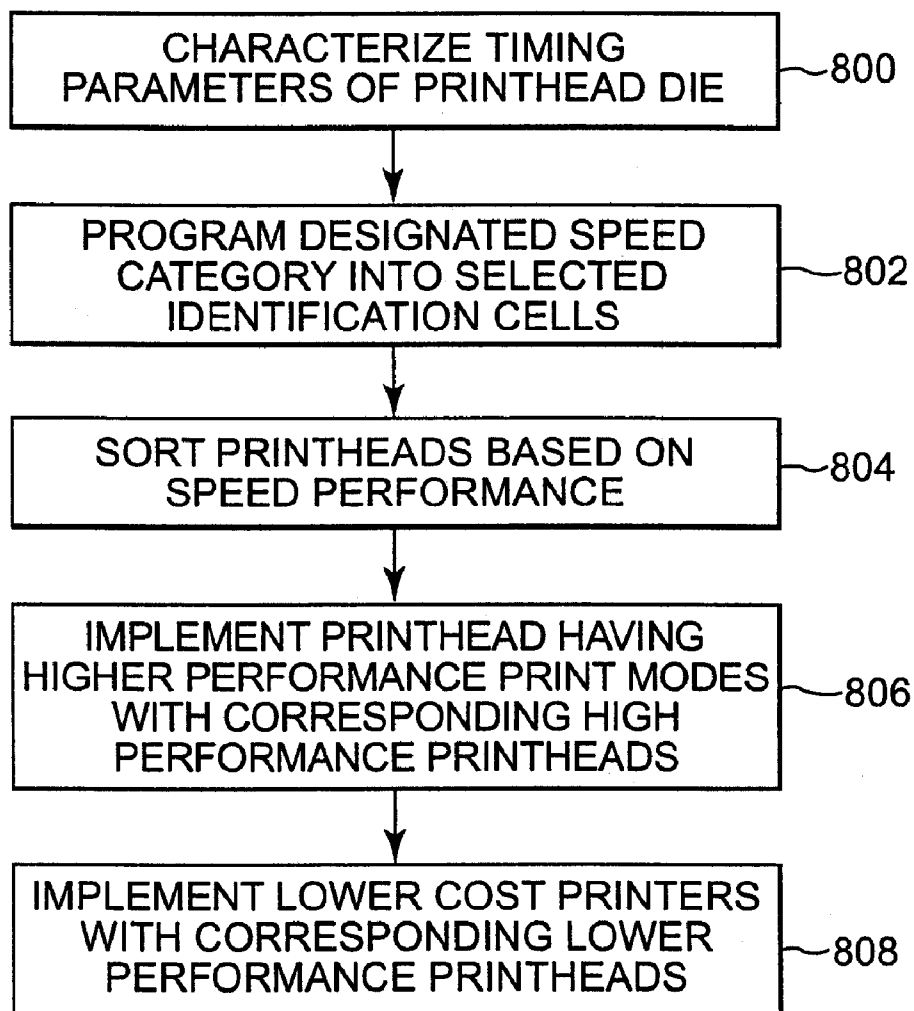 CHARACTERIZE TIMING
PARAMETERS OF PRINTHEAD DIE
800
PROGRAM DESIGNATED SPEED
CATEGORY INTO SELECTED
IDENTIFICATION CELLS
802
SORT PRINTHEADS BASED ON
SPEED PERFORMANCE
804
IMPLEMENT PRINTHEAD HAVING
HIGHER PERFORMANCE PRINT MODES
WITH CORRESPONDING HIGH
PERFORMANCE PRINTHEADS
806
IMPLEMENT LOWER COST PRINTERS
WITH CORRESPONDING LOWER
PERFORMANCE PRINTHEADS
808